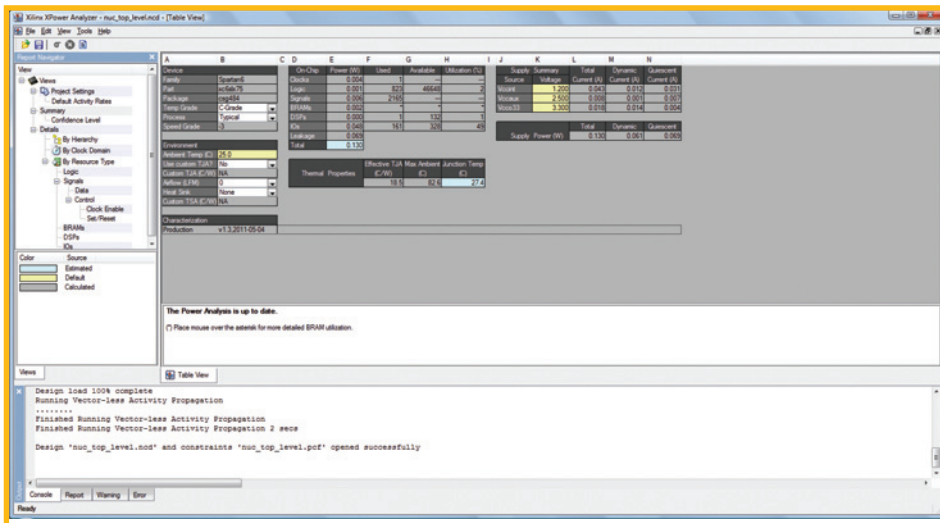 Xilinx XPower Analyzer - nuc_top_level.ncd - [Table View]
File Edit View Tools Help
Report Navigator
View
Views
Project Settings
Default Activity Rates
Summary
Confidence Level
Details
By Hierarchy
By Clock Domain
By Resource Type
Logic
Signals
Data
Control
Clock Enable
Set/Reset
BRAMs
DSPs
IOs
Color Source
Estimated
Default
Calculated
Views
A B C D E F G H I J K L M N
Device
Family Spartan6
Part xc6slx75
Package csg484
Temp Grade C-Grade
Process Typical
Speed Grade -3
Environment
Ambient Temp (C) 25.0
Use custom TJA? No
Custom TJA (C/W) NA
Airflow (LFM) 0
Heat Sink None
Custom TSA (C/W) NA
Characterization
Production v1.3,2011-05-04
On-Chip Power (W) Used Available Utilization (%)
Clocks 0.004 1 --- ---
Logic 0.001 823 46648 2
Signals 0.006 2165 --- ---
BRAMs 0.002 * * *
DSPs 0.000 1 132 1
IOs 0.048 161 328 49
Leakage 0.069
Total 0.130
Effective TJA Max Ambient Junction Temp
Thermal Properties (C/W) (C) (C)
18.5 82.6 27.4
Supply Summary Total Dynamic Quiescent
Source Voltage Current (A) Current (A) Current (A)
Vccint 1.200 0.043 0.012 0.031
Vccaux 2.500 0.008 0.001 0.007
Vcco33 3.300 0.018 0.014 0.004
Total Dynamic Quiescent
Supply Power (W) 0.130 0.061 0.069
The Power Analysis is up to date.
(*) Place mouse over the asterisk for more detailed BRAM utilization.
Table View
Design load 100% complete
Running Vector-less Activity Propagation
........
Finished Running Vector-less Activity Propagation
Finished Running Vector-less Activity Propagation 2 secs
Design 'nuc_top_level.ncd' and constraints 'nuc_top_level.pcf' opened successfully
Output
Console Report Warning Error
Ready